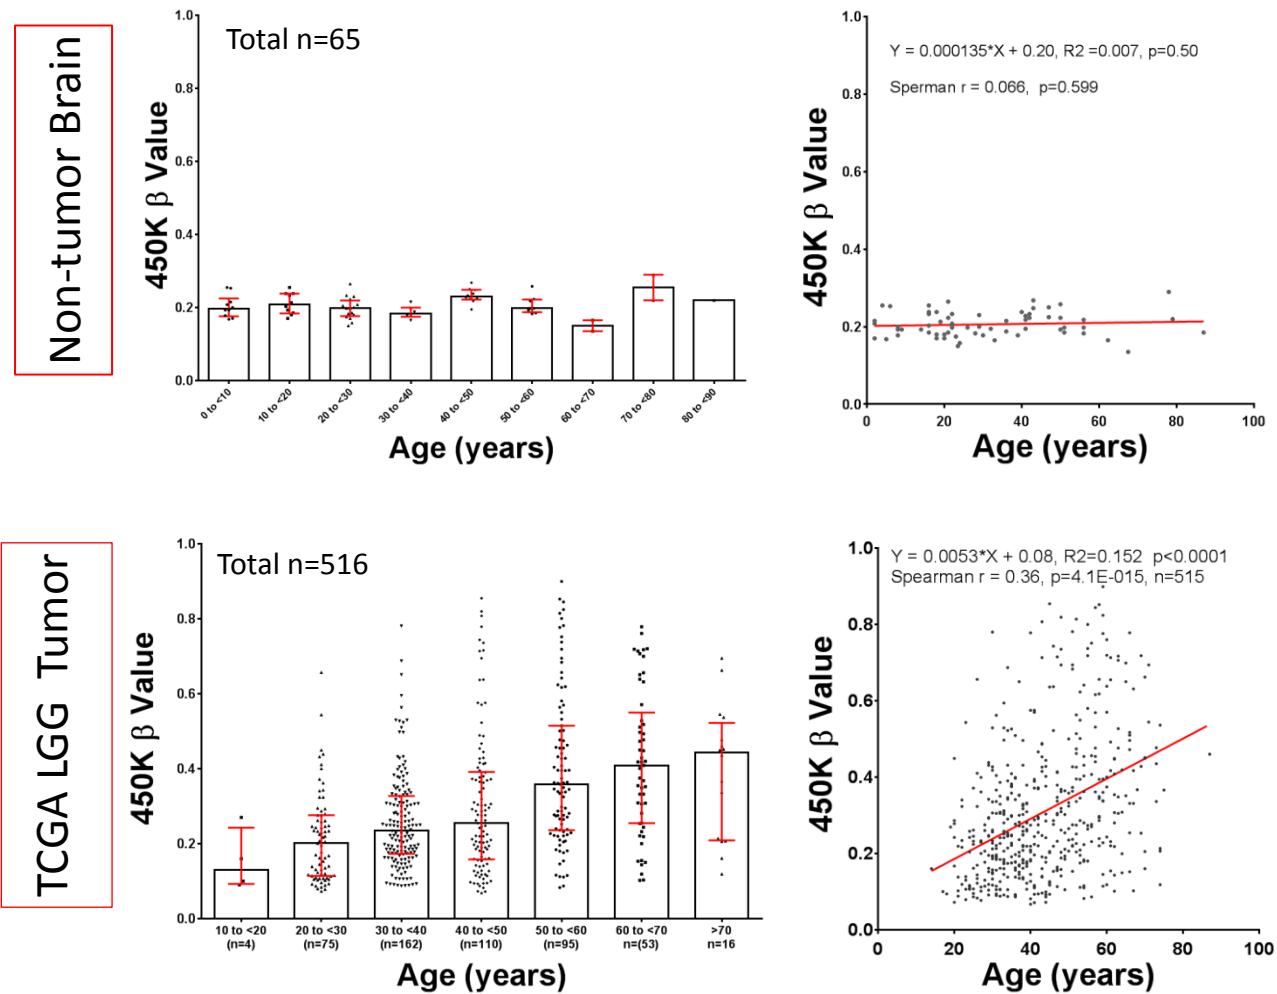 Non-tumor Brain
Total n=65
450K β Value
1.0
0.8
0.6
0.4
0.2
0.0
0 to <10
10 to <20
20 to <30
30 to <40
40 to <50
50 to <60
60 to <70
70 to <80
80 to <90
Age (years)
Y = 0.000135*X + 0.20, R2 =0.007, p=0.50
Sperman r = 0.066, p=0.599
450K β Value
1.0
0.8
0.6
0.4
0.2
0.0
0
20
40
60
80
100
Age (years)
TCGA LGG Tumor
Total n=516
450K β Value
1.0
0.8
0.6
0.4
0.2
0.0
10 to <20
(n=4)
20 to <30
(n=75)
30 to <40
(n=162)
40 to <50
(n=110)
50 to <60
(n=95)
60 to <70
n=(53)
>70
n=16
Age (years)
Y = 0.0053*X + 0.08, R2=0.152 p<0.0001
Spearman r = 0.36, p=4.1E-015, n=515
450K β Value
1.0
0.8
0.6
0.4
0.2
0.0
0
20
40
60
80
100
Age (years)